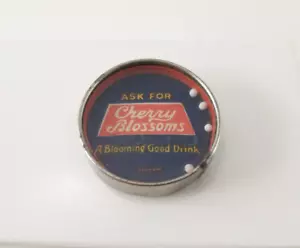 ASK FOR
Cherry
Blossoms
A Blooming Good Drink